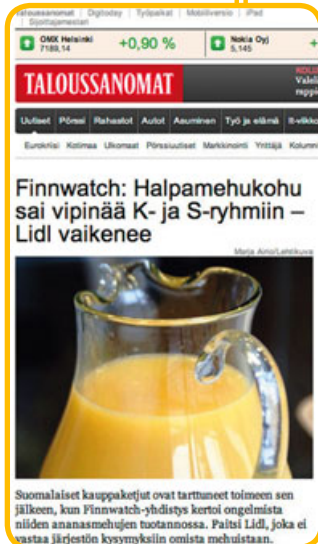 Taloussanomat | Digitoday | Työpaikat | Mobiiliversio | iPad
Sijoittajamestari
OMX Helsinki
7189,14
+0,90 %
Nokia Oyj
5,145
+
TALOUSSANOMAT
Uutiset Pörssi Rahastot Autot Asuminen Työ ja elämä It-viikko
Eurokriisi Kotimaa Ulkomaat Pörssiuutiset Markkinointi Yrittäjä Kolumni
Finnwatch: Halpamehukohu
sai vipinää K- ja S-ryhmiin –
Lidl vaikenee
Marja Airio/Lehtikuva
Suomalaiset kauppaketjut ovat tarttuneet toimeen sen
jälkeen, kun Finnwatch-yhdistys kertoi ongelmista
niiden ananasmehujen tuotannossa. Paitsi Lidl, joka ei
vastaa järjestön kysymyksiin omista mehuistaan.